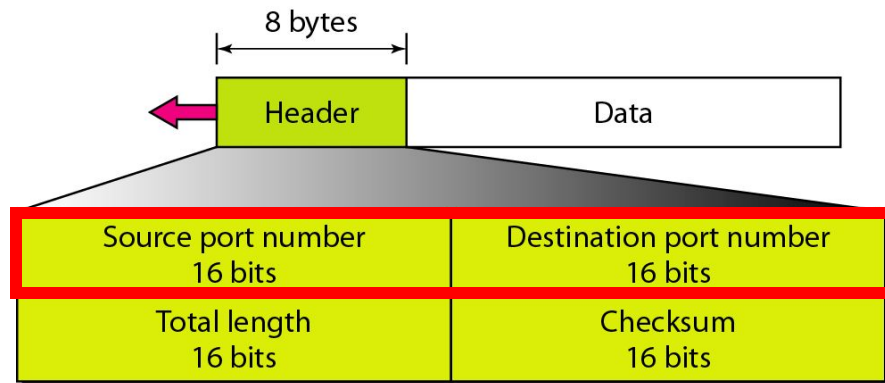 8 bytes
Header
Data
Source port number
16 bits
Destination port number
16 bits
Total length
16 bits
Checksum
16 bits